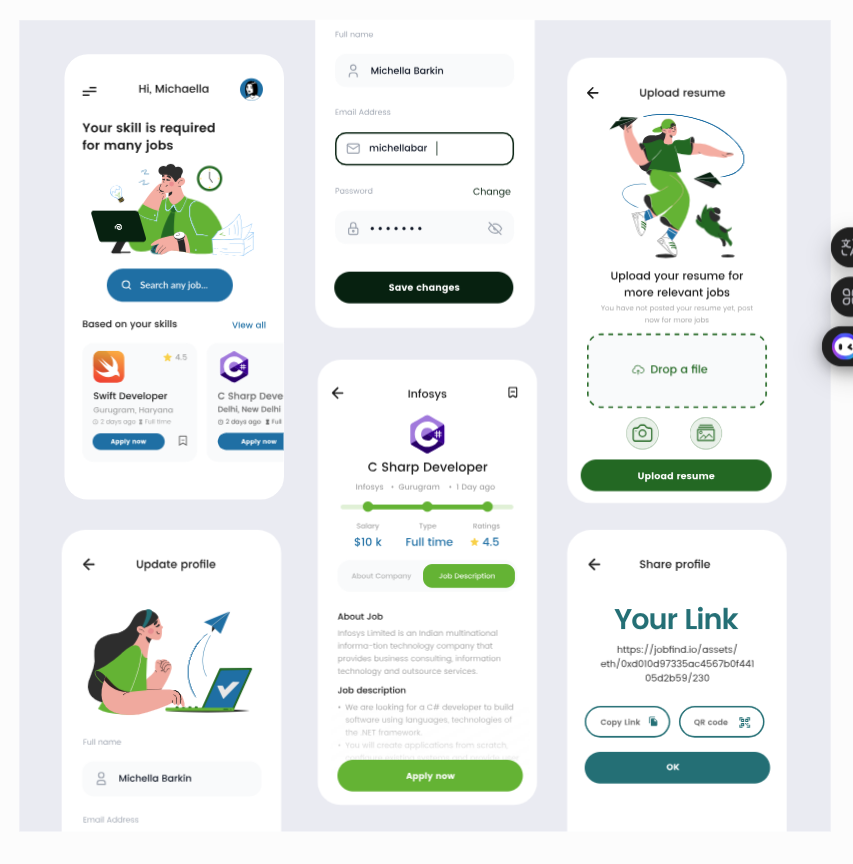 Hi, Michaella
Your skill is required
for many jobs
Search any job...
Based on your skills
View all
4.5
Swift Developer
Gurugram, Haryana
2 days ago
Full time
Apply now
C#
C Sharp Deve
Delhi, New Delhi
2 days ago
Full
Apply now
Full name
Michella Barkin
Email Address
michellabar
Password
Change
Save changes
Upload resume
Upload your resume for
more relevant jobs
You have not posted your resume yet, post
now for more jobs
Drop a file
Upload resume
Infosys
C#
C Sharp Developer
Infosys • Gurugram • 1 Day ago
Salary
Type
Ratings
$10 k
Full time
4.5
About Company
Job Description
About Job
Infosys Limited is an Indian multinational
informa-tion technology company that
provides business consulting, information
technology and outsource services.
Job description
• We are looking for a C# developer to build
software using languages, technologies of
the .NET framework.
• You will create applications from scratch,
Apply now
Update profile
Full name
Michella Barkin
Email Address
Share profile
Your Link
https://jobfind.io/assets/
eth/0xd010d97335ac4567b0f441
05d2b59/230
Copy Link
QR code
OK